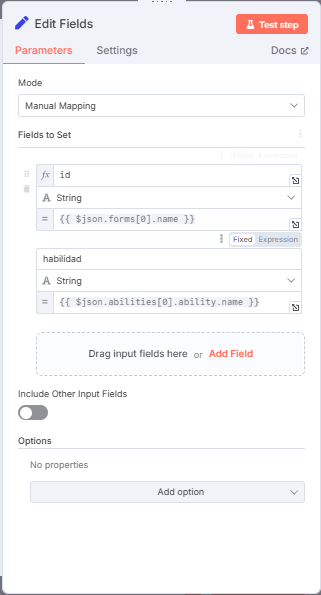 Edit Fields
Test step
Parameters Settings Docs
Mode
Manual Mapping
Fields to Set
fx id
A String
= {{ $json.forms[0].name }}
Fixed Expression
habilidad
A String
= {{ $json.abilities[0].ability.name }}
Drag input fields here or Add Field
Include Other Input Fields
Options
No properties
Add option